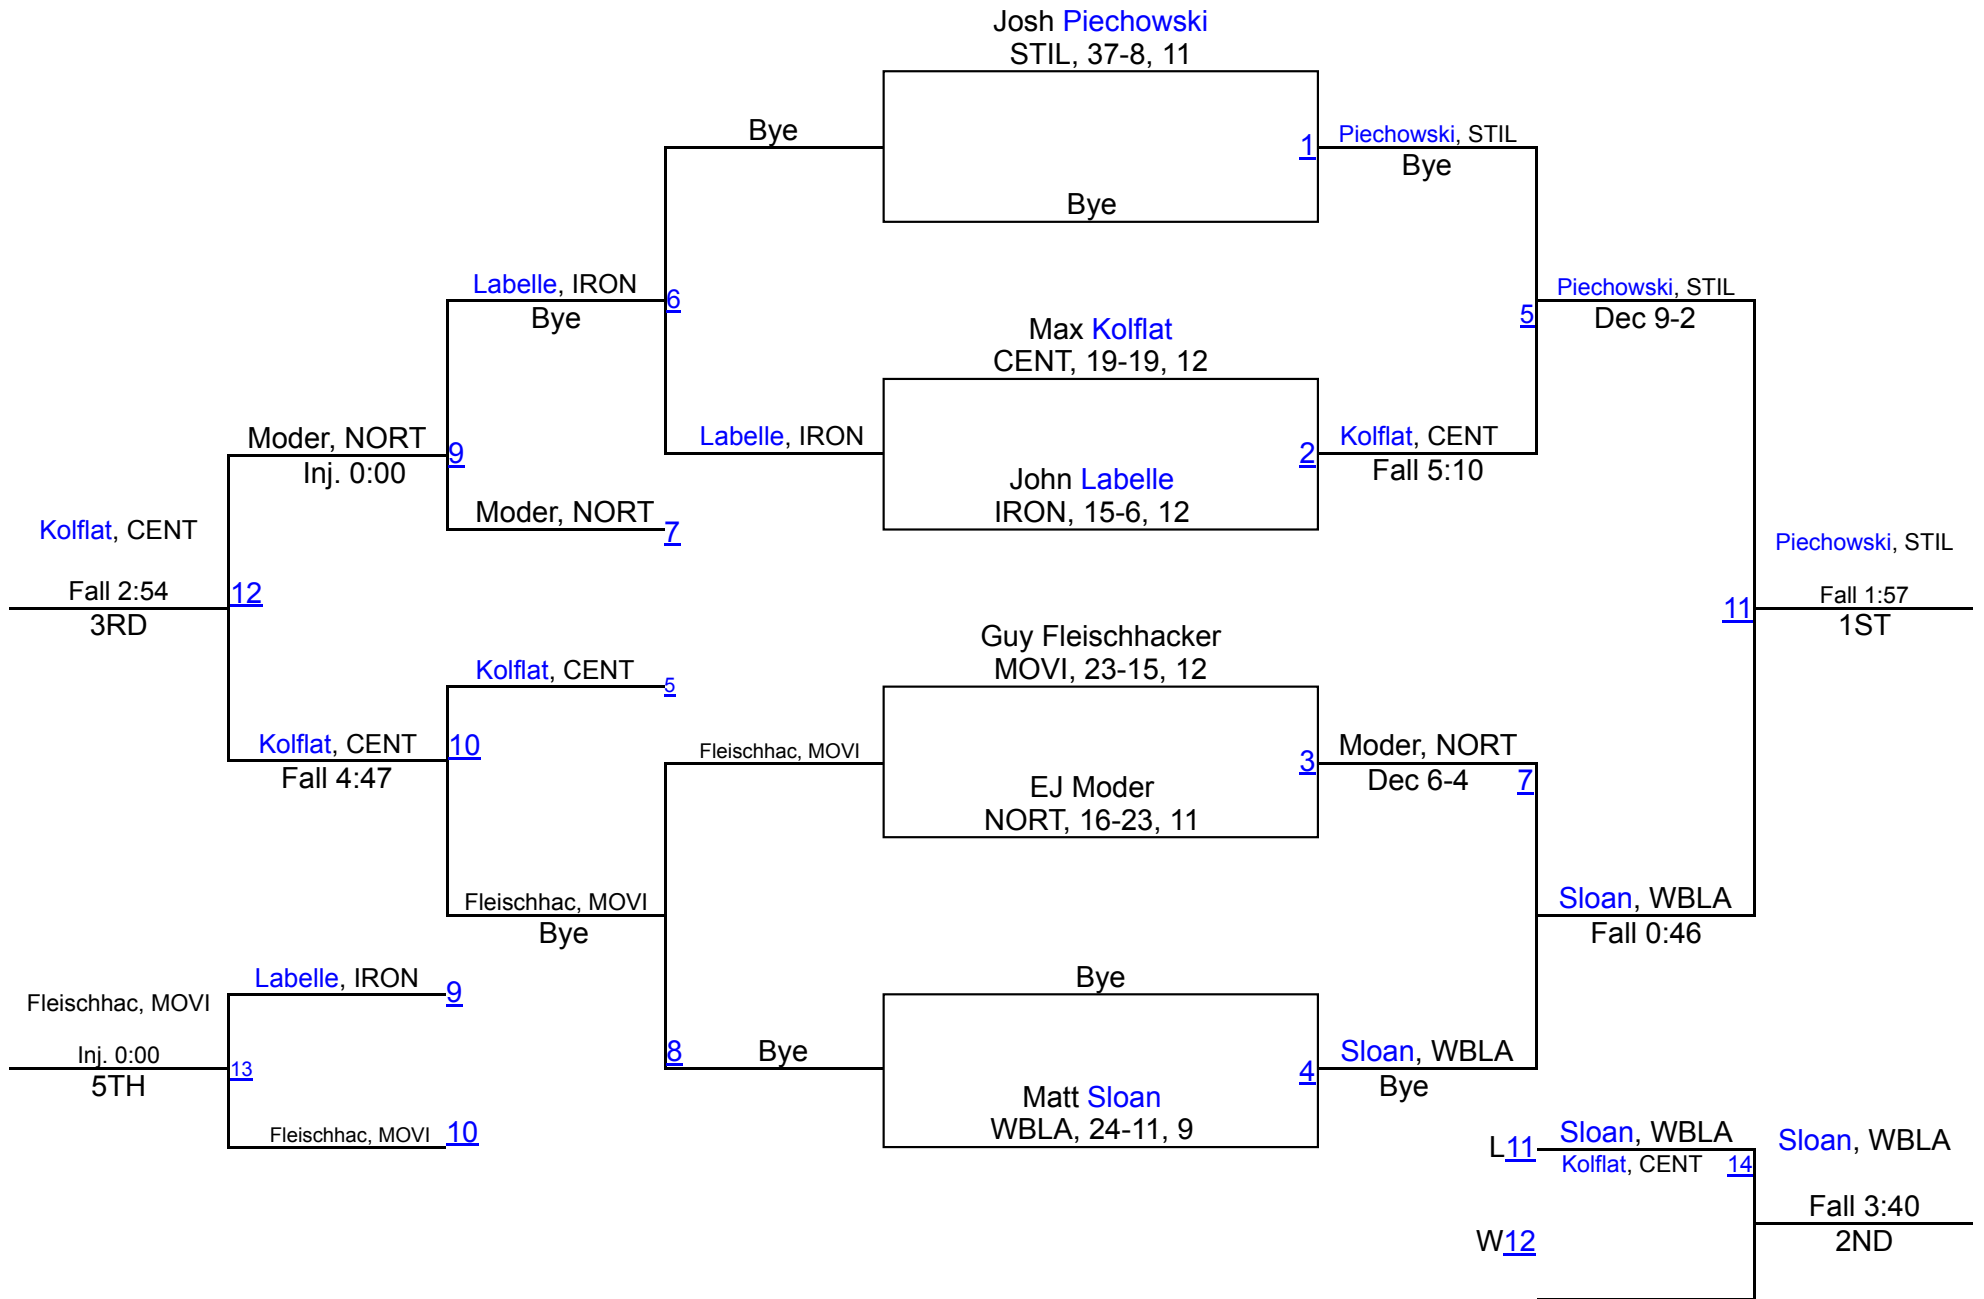 Josh Piechowski
STIL, 37-8, 11
Bye
1
Piechowski, STIL
Bye
Bye
Labelle, IRON
Bye
6
Piechowski, STIL
Dec 9-2
5
Max Kolflat
CENT, 19-19, 12
Moder, NORT
Inj. 0:00
9
Labelle, IRON
2
Kolflat, CENT
Fall 5:10
John Labelle
IRON, 15-6, 12
Moder, NORT
7
Kolflat, CENT
Fall 2:54
3RD
12
Piechowski, STIL
Fall 1:57
1ST
11
Guy Fleischhacker
MOVI, 23-15, 12
Kolflat, CENT
5
Kolflat, CENT
Fall 4:47
10
Fleischhac, MOVI
3
Moder, NORT
Dec 6-4
7
EJ Moder
NORT, 16-23, 11
Fleischhac, MOVI
Bye
Sloan, WBLA
Fall 0:46
Labelle, IRON
9
Bye
Fleischhac, MOVI
Inj. 0:00
5TH
13
8
Bye
4
Sloan, WBLA
Bye
Matt Sloan
WBLA, 24-11, 9
Fleischhac, MOVI
10
L11
Sloan, WBLA
Kolflat, CENT
14
Sloan, WBLA
Fall 3:40
2ND
W12